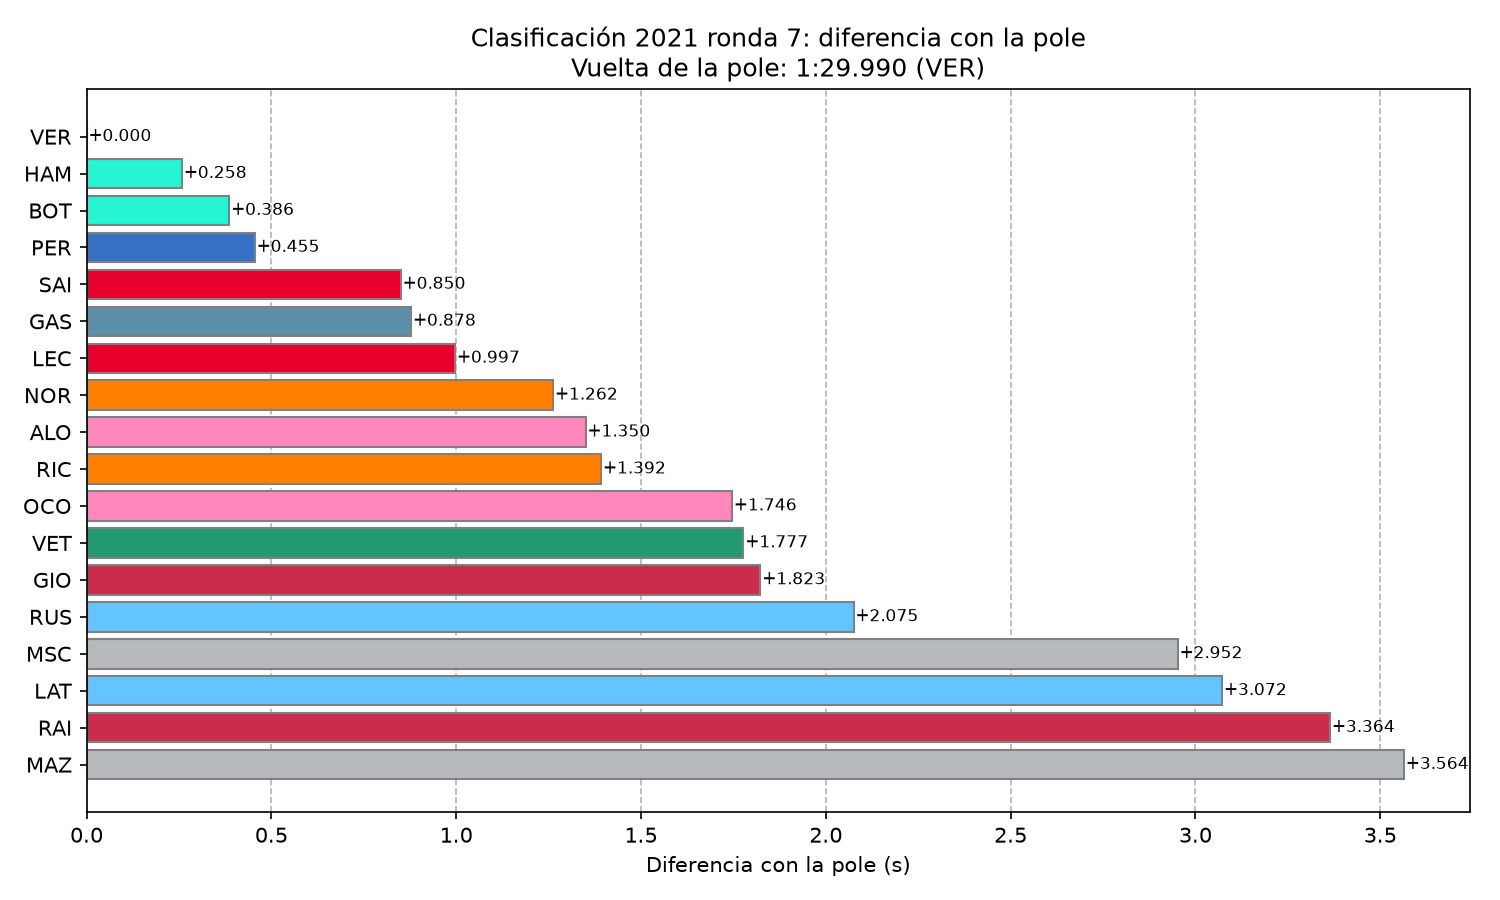 Clasificación 2021 ronda 7: diferencia con la pole
Vuelta de la pole: 1:29.990 (VER)
VER +0.000
HAM +0.258
BOT +0.386
PER +0.455
SAI +0.850
GAS +0.878
LEC +0.997
NOR +1.262
ALO +1.350
RIC +1.392
OCO +1.746
VET +1.777
GIO +1.823
RUS +2.075
MSC +2.952
LAT +3.072
RAI +3.364
MAZ +3.564
0.0 0.5 1.0 1.5 2.0 2.5 3.0 3.5
Diferencia con la pole (s)